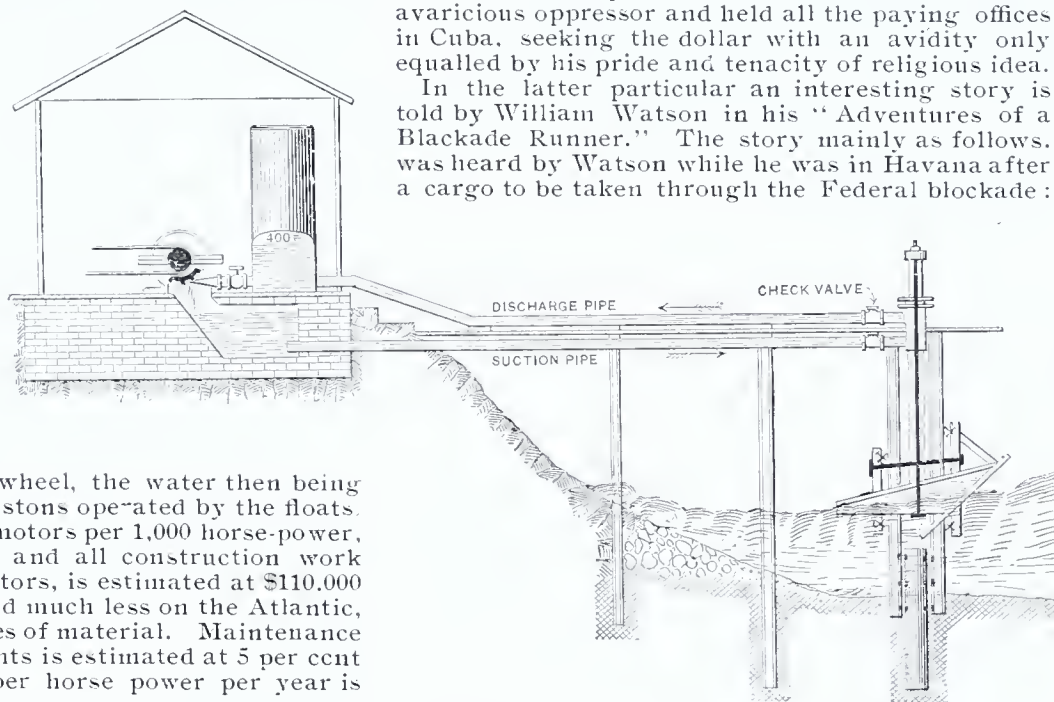 avaricious oppressor and held all the paying offices
in Cuba, seeking the dollar with an avidity only
equalled by his pride and tenacity of religious idea.
In the latter particular an interesting story is
told by William Watson in his "Adventures of a
Blackade Runner." The story mainly as follows.
was heard by Watson while he was in Havana after
a cargo to be taken through the Federal blockade :
400
DISCHARGE PIPE
CHECK VALVE
SUCTION PIPE
wheel, the water then being
stons operated by the floats.
notors per 1,000 horse-power,
and all construction work
tors, is estimated at $110.000
d much less on the Atlantic,
es of material. Maintenance
nts is estimated at 5 per cent
per horse power per year is